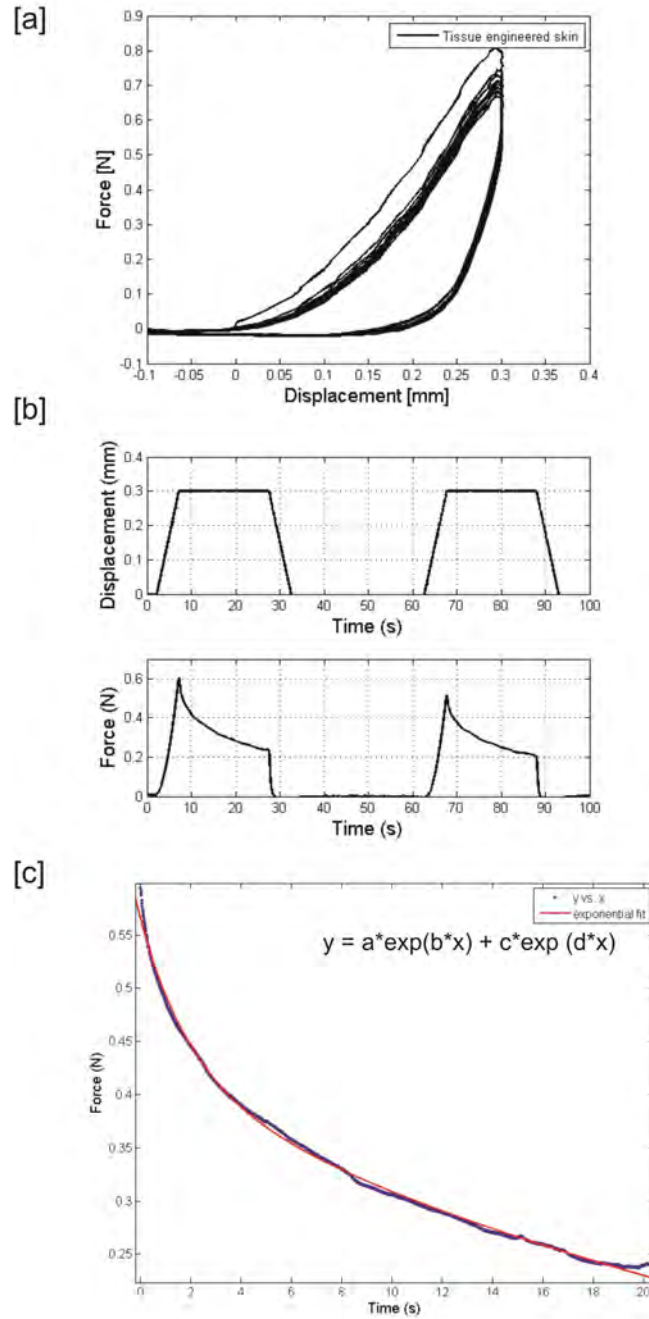 [a]
0.9
0.8
0.7
0.6
0.5
0.4
0.3
0.2
0.1
0
-0.1
Force [N]
Tissue engineered skin
-0.1 -0.05 0 0.05 0.1 0.15 0.2 0.25 0.3 0.35 0.4
Displacement [mm]
[b]
0.4
0.3
0.2
0.1
0
Displacement (mm)
0 10 20 30 40 50 60 70 80 90 100
Time (s)
0.6
0.4
0.2
0
Force (N)
0 10 20 30 40 50 60 70 80 90 100
Time (s)
[c]
y vs. x
exponential fit
y = a*exp(b*x) + c*exp (d*x)
0.55
0.5
0.45
0.4
0.35
0.3
0.25
Force (N)
0 2 4 6 8 10 12 14 16 18 20
Time (s)